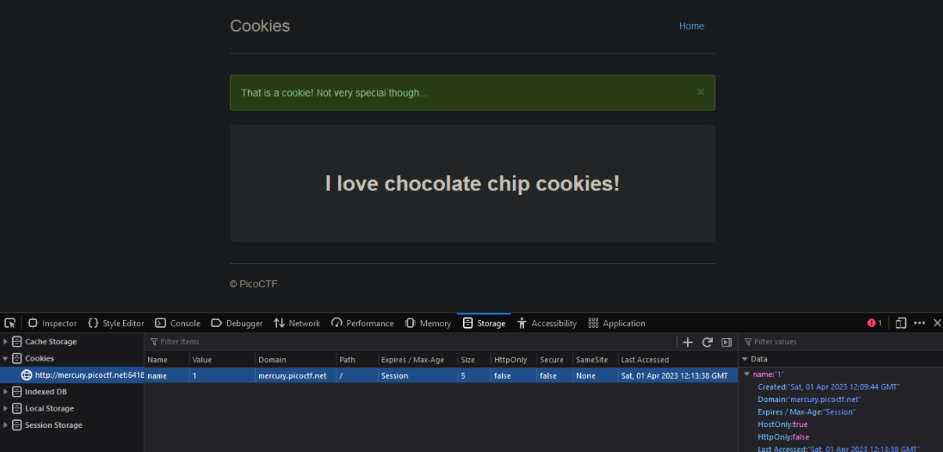 Cookies Home
That is a cookie! Not very special though... ×
I love chocolate chip cookies!
© PicoCTF
Inspector Style Editor Console Debugger Network Performance Memory Storage Accessibility Application 1
Cache Storage Filter Items Filter values
Cookies Name Value Domain Path Expires / Max-Age Size HttpOnly Secure SameSite Last Accessed Data
http://mercury.picoctf.net:6418 name 1 mercury.picoctf.net / Session 5 false false None Sat, 01 Apr 2023 12:13:38 GMT name:"1"
Created:"Sat, 01 Apr 2023 12:09:44 GMT"
Indexed DB Domain:"mercury.picoctf.net"
Local Storage Expires / Max-Age:"Session"
Session Storage HostOnly:true
HttpOnly:false
Last Accessed:"Sat, 01 Apr 2023 12:13:38 GMT"